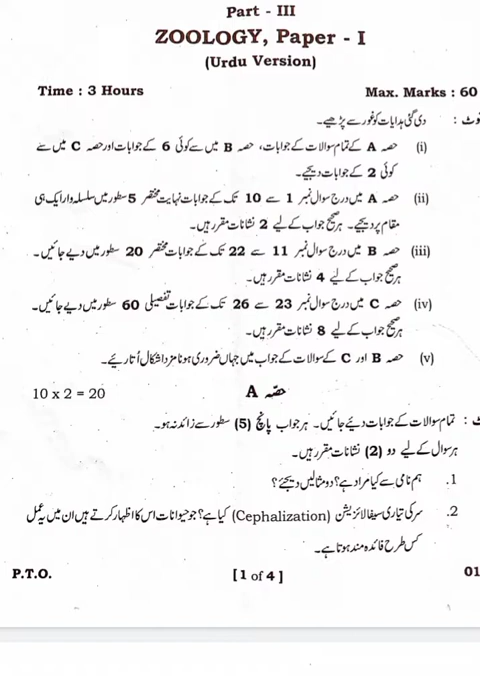 Part - III
ZOOLOGY, Paper - I
(Urdu Version)
Time : 3 Hours Max. Marks : 60
نوٹ : دی گئی ہدایات کو غور سے پڑھیے۔
(i) حصہ A کے تمام سوالات کے جوابات، حصہ B میں سے کوئی 6 کے جوابات اور حصہ C میں سے
کوئی 2 کے جوابات دیجیے۔
(ii) حصہ A میں درج سوال نمبر 1 سے 10 تک کے جوابات نہایت مختصر 5 سطور میں سلسلہ وار ایک ہی
مقام پر دیجیے۔ ہر صحیح جواب کے لیے 2 نشانات مقرر ہیں۔
(iii) حصہ B میں درج سوال نمبر 11 سے 22 تک کے جوابات مختصر 20 سطور میں دیے جائیں۔
ہر صحیح جواب کے لیے 4 نشانات مقرر ہیں۔
(iv) حصہ C میں درج سوال نمبر 23 سے 26 تک کے جوابات تفصیلی 60 سطور میں دیے جائیں۔
ہر صحیح جواب کے لیے 8 نشانات مقرر ہیں۔
(v) حصہ B اور C کے سوالات کے جواب میں جہاں ضروری ہو نامزد اشکال اُتاریئے۔
حصّہ A 10 x 2 = 20
: تمام سوالات کے جوابات دیئے جائیں۔ ہر جواب پانچ (5) سطور سے زائد نہ ہو۔
ہر سوال کے لیے دو (2) نشانات مقرر ہیں۔
1. ہم نامی سے کیا مراد ہے؟ دو مثالیں دیجئے؟
2. سر کی تیاری سیفالائزیشن (Cephalization) کیا ہے؟ جو حیوانات اس کا اظہار کرتے ہیں ان میں یہ عمل
کس طرح فائدہ مند ہوتا ہے۔
P.T.O. [1 of 4] 01